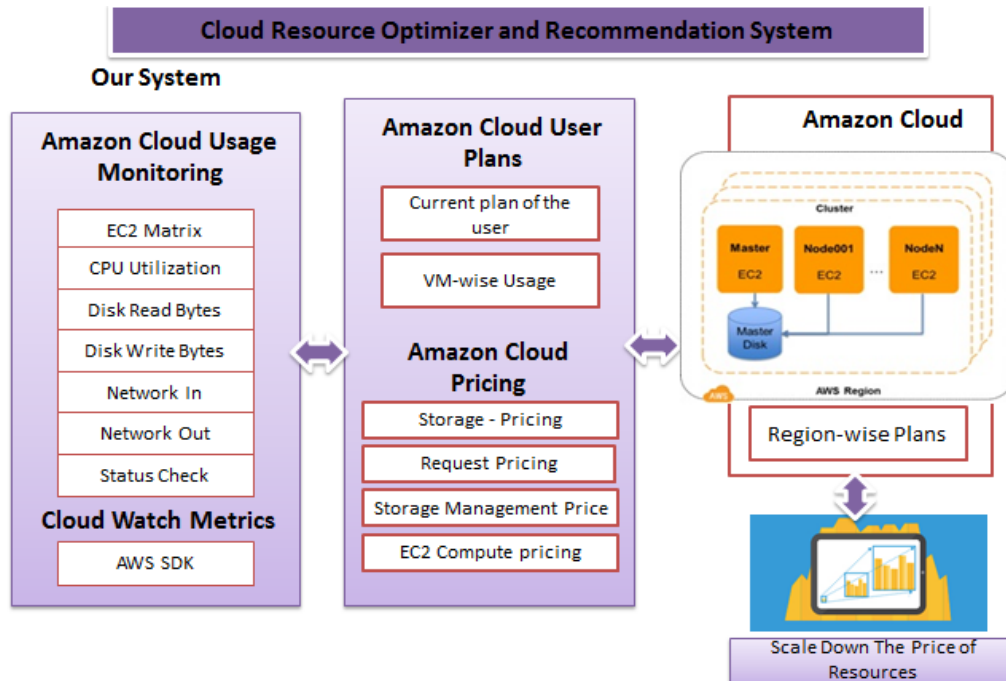 Cloud Resource Optimizer and Recommendation System
Our System
Amazon Cloud Usage
Monitoring
EC2 Matrix
CPU Utilization
Disk Read Bytes
Disk Write Bytes
Network In
Network Out
Status Check
Cloud Watch Metrics
AWS SDK
Amazon Cloud User
Plans
Current plan of the
user
VM-wise Usage
Amazon Cloud
Pricing
Storage - Pricing
Request Pricing
Storage Management Price
EC2 Compute pricing
Amazon Cloud
Cluster
Master
EC2
Node001
EC2
...
NodeN
EC2
Master
Disk
AWS Region
AWS
Region-wise Plans
Scale Down The Price of
Resources